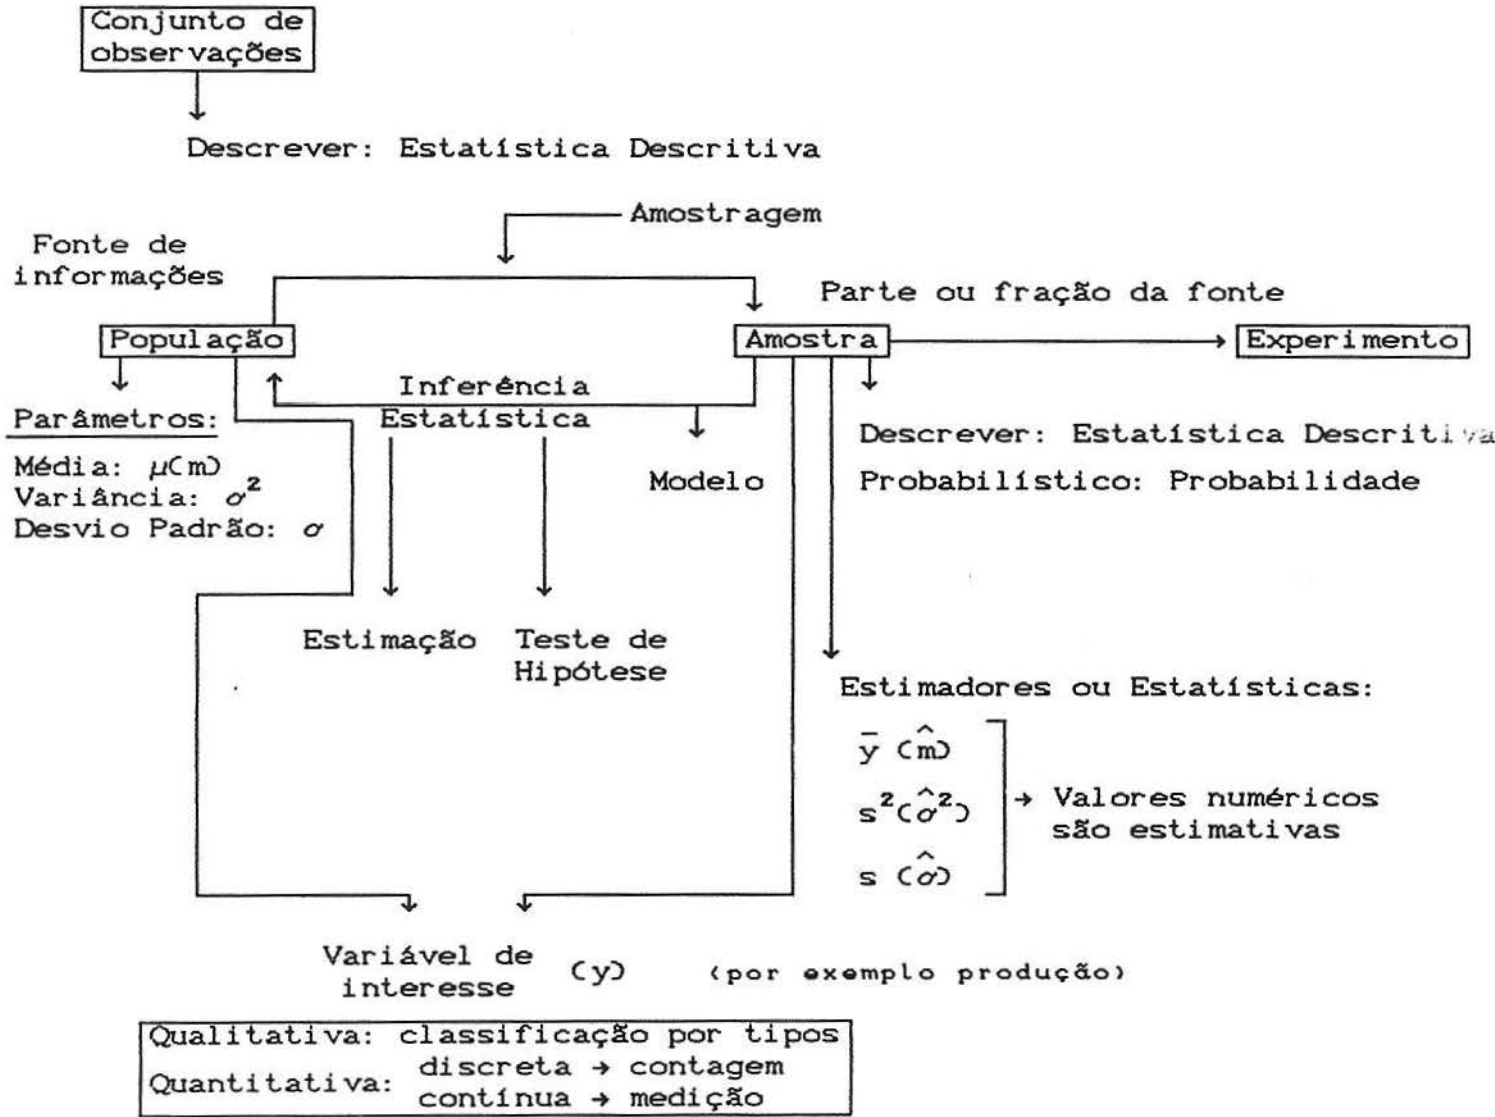 Conjunto de
observações
Descrever: Estatística Descritiva
Amostragem
Fonte de
informações
Parte ou fração da fonte
População
Amostra
Experimento
Inferência
Estatística
Parâmetros:
Média: μ(m)
Variância: σ²
Desvio Padrão: σ
Modelo
Descrever: Estatística Descritiva
Probabilístico: Probabilidade
Estimação
Teste de
Hipótese
Estimadores ou Estatísticas:
ȳ (m̂)
s²(σ̂²)
s (σ̂)
→ Valores numéricos
são estimativas
Variável de
interesse
(y)
(por exemplo produção)
Qualitativa: classificação por tipos
Quantitativa:
discreta → contagem
contínua → medição